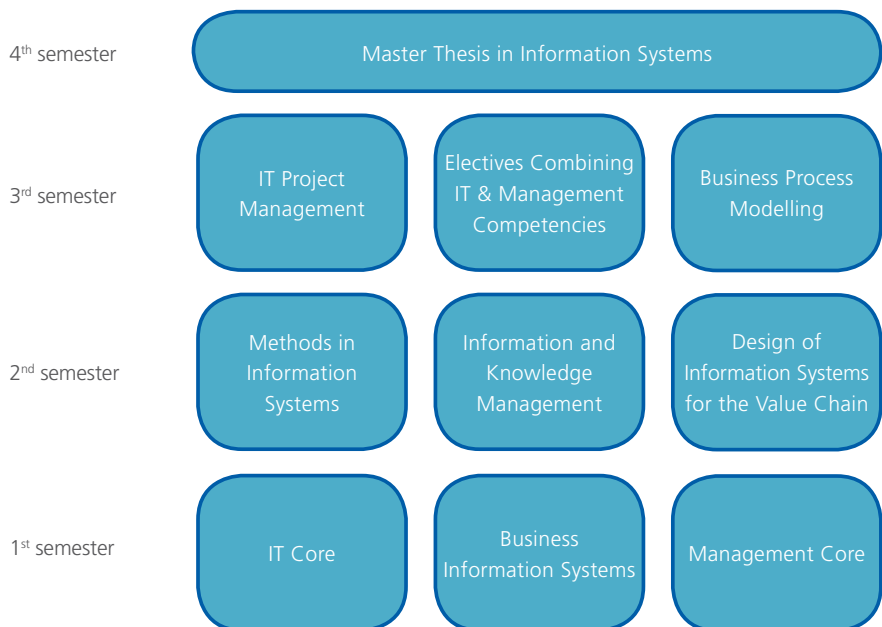 4th semester
Master Thesis in Information Systems
3rd semester
IT Project
Management
Electives Combining
IT & Management
Competencies
Business Process
Modelling
2nd semester
Methods in
Information
Systems
Information and
Knowledge
Management
Design of
Information Systems
for the Value Chain
1st semester
IT Core
Business
Information Systems
Management Core